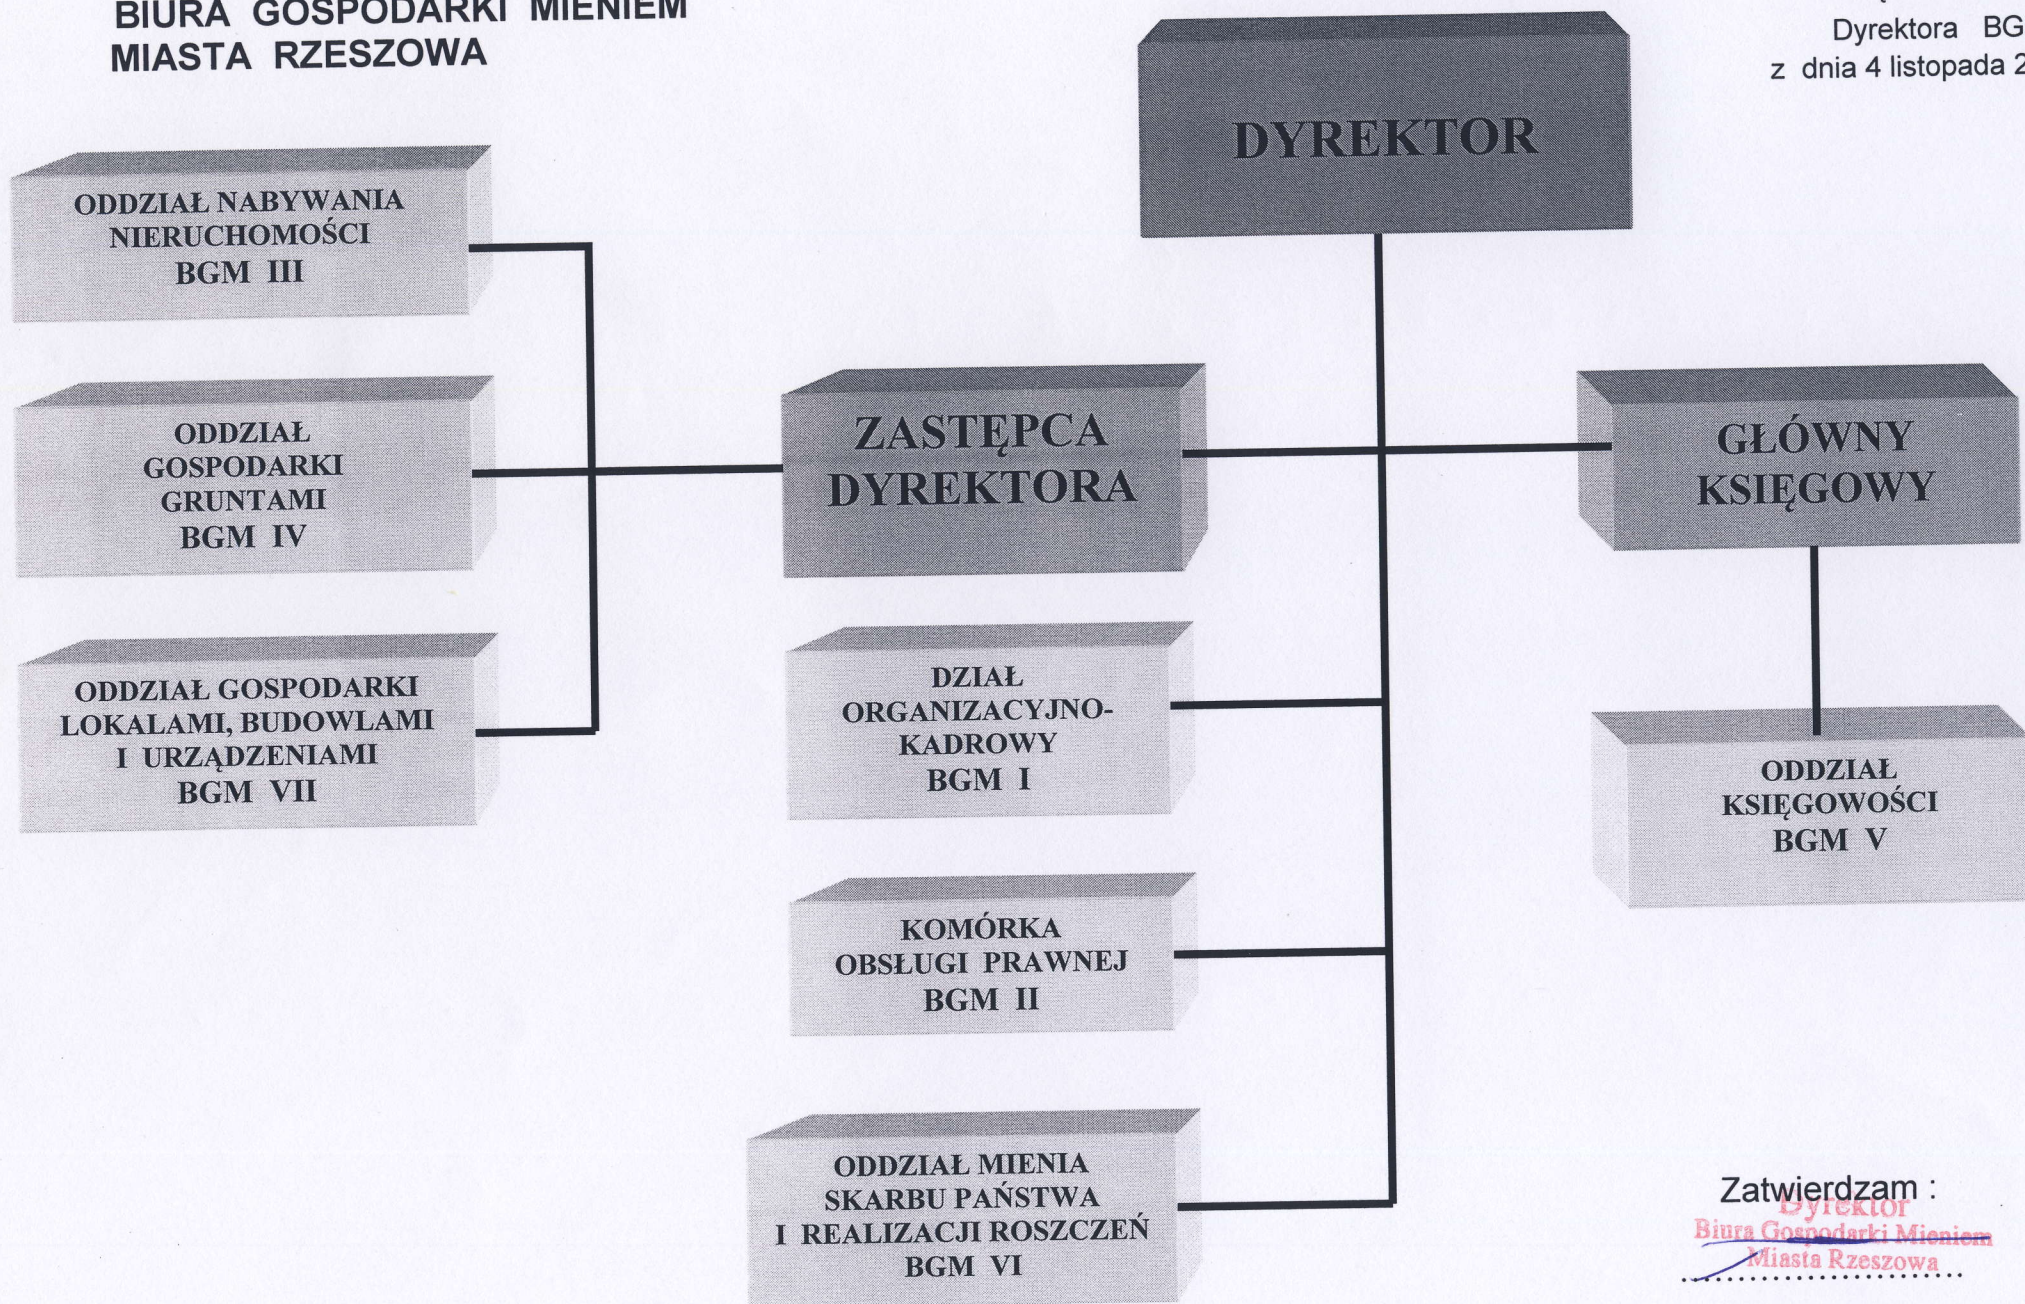 BIURA GOSPODARKI MIENIEM
MIASTA RZESZOWA
Dyrektora
z dnia 4 listopada
DYREKTOR
ODDZIAŁ NABYWANIA
NIERUCHOMOŚCI
BGM III
ODDZIAŁ
GOSPODARKI
GRUNTAMI
BGM IV
ODDZIAŁ GOSPODARKI
LOKALAMI, BUDOWLAMI
I URZĄDZENIAMI
BGM VII
ZASTĘPCA
DYREKTORA
GŁÓWNY
KSIĘGOWY
DZIAŁ
ORGANIZACYJNO-
KADROWY
BGM I
KOMÓRKA
OBSŁUGI PRAWNEJ
BGM II
ODDZIAŁ MIENIA
SKARBU PAŃSTWA
I REALIZACJI ROSZCZEŃ
BGM VI
ODDZIAŁ
KSIĘGOWOŚCI
BGM V
Zatwierdzam :
Dyrektor
Biura Gospodarki Mieniem
Miasta Rzeszowa